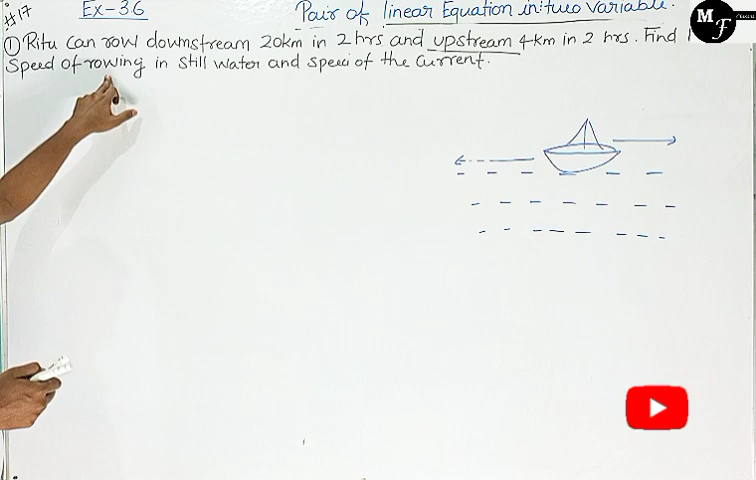 #17
Ex-3.6
Pair of linear Equation in two variable.
① Ritu can row downstream 20km in 2 hrs and upstream 4km in 2 hrs. Find
Speed of rowing in still water and speed of the current.
MF